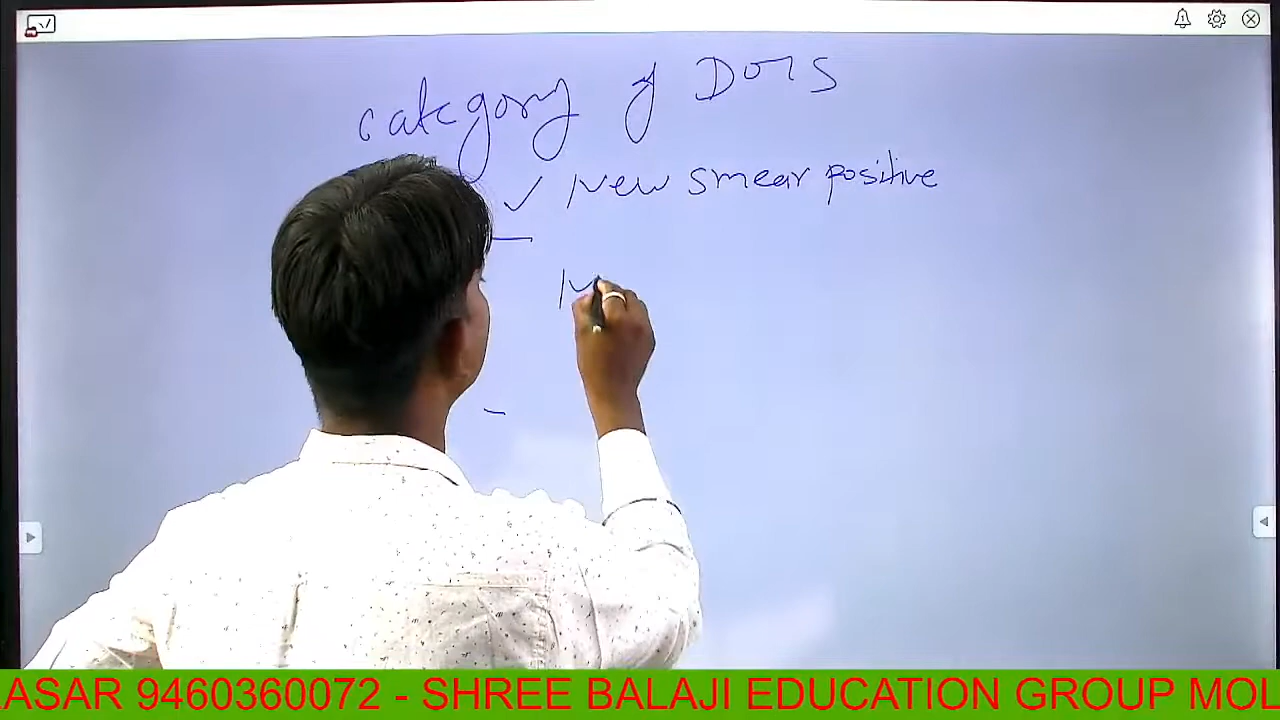 category of DOTS
✓ New smear positive
ASAR 9460360072 - SHREE BALAJI EDUCATION GROUP MOL